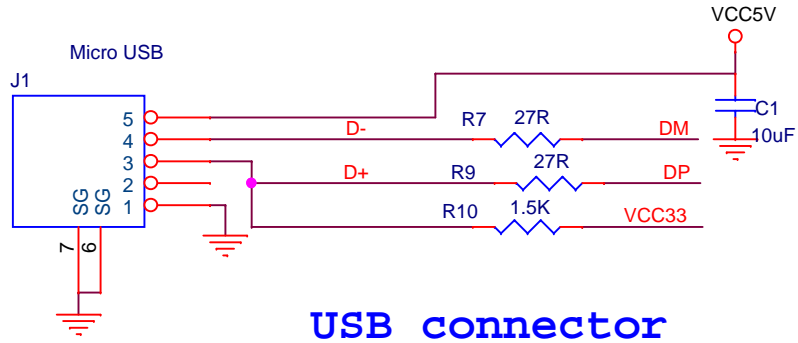 VCC5V
Micro USB
J1
5
4
3
2
1
SG
SG
7
6
D-
R7
27R
DM
C1
10uF
D+
R9
27R
DP
R10
1.5K
VCC33
USB connector